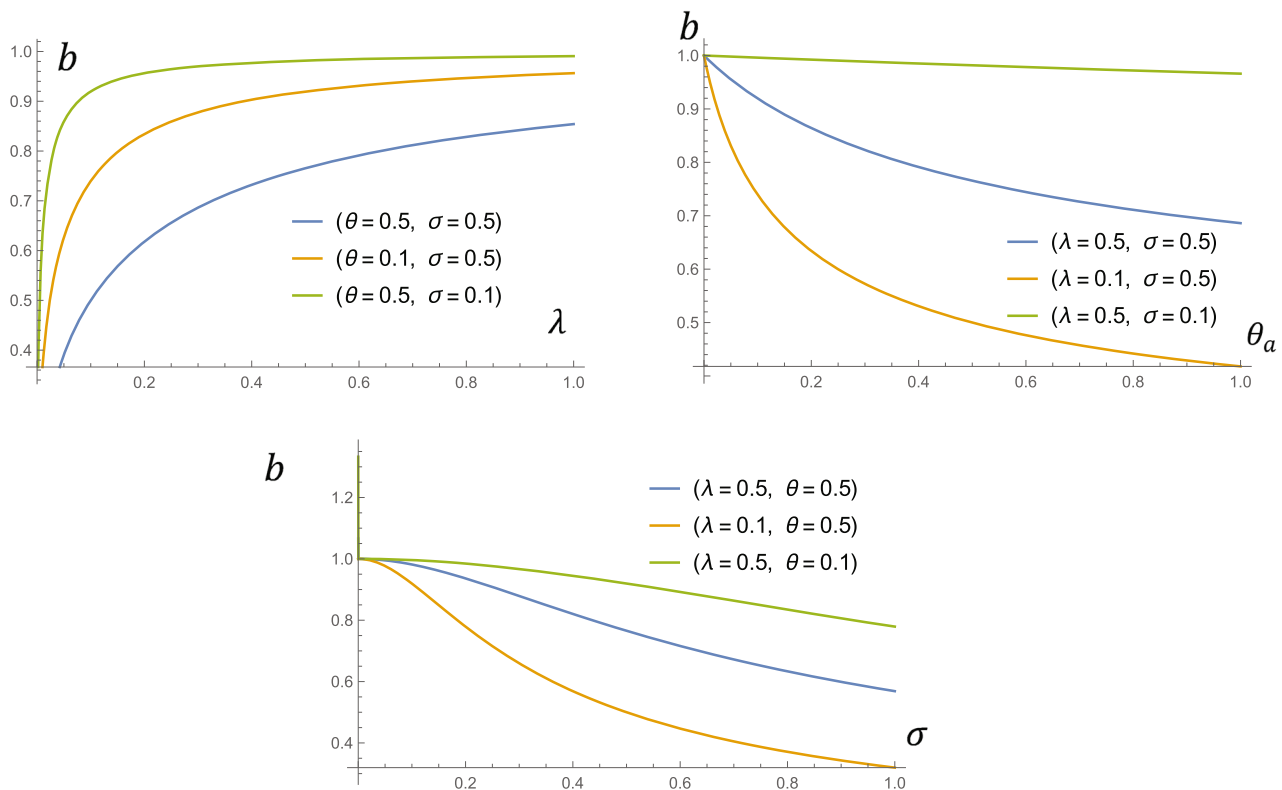 b
1.0
0.9
0.8
0.7
0.6
0.5
0.4
(θ = 0.5, σ = 0.5)
(θ = 0.1, σ = 0.5)
(θ = 0.5, σ = 0.1)
λ
0.2 0.4 0.6 0.8 1.0
b
1.0
0.9
0.8
0.7
0.6
0.5
(λ = 0.5, σ = 0.5)
(λ = 0.1, σ = 0.5)
(λ = 0.5, σ = 0.1)
θₐ
0.2 0.4 0.6 0.8 1.0
b
1.2
1.0
0.8
0.6
0.4
(λ = 0.5, θ = 0.5)
(λ = 0.1, θ = 0.5)
(λ = 0.5, θ = 0.1)
σ
0.2 0.4 0.6 0.8 1.0